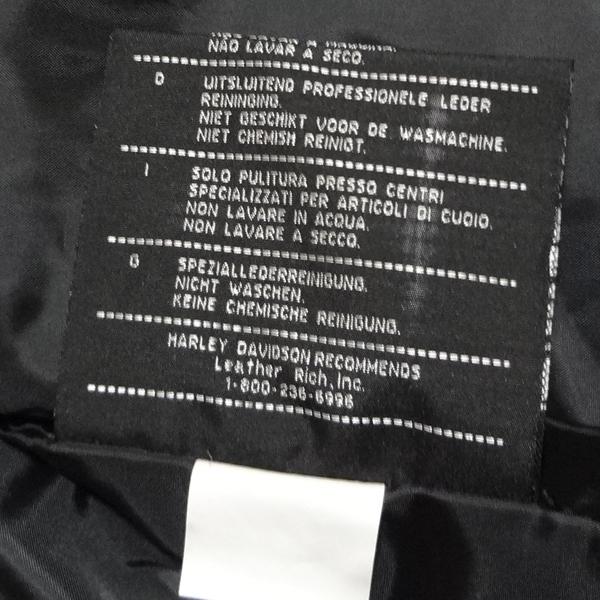 NÃO LAVAR A SECO.
D UITSLUITEND PROFESSIONELE LEDER
REININGING.
NIET GESCHIKT VOOR DE WASMACHINE.
NIET CHEMISH REINIGT.
I SOLO PULITURA PRESSO CENTRI
SPECIALIZZATI PER ARTICOLI DI CUOIO.
NON LAVARE IN ACQUA.
NON LAVARE A SECCO.
G SPEZIALLEDERREINIGUNG.
NICHT WASCHEN.
KEINE CHEMISCHE REINIGUNG.
HARLEY DAVIDSON RECOMMENDS
Leather Rich, Inc.
1-800-236-6996